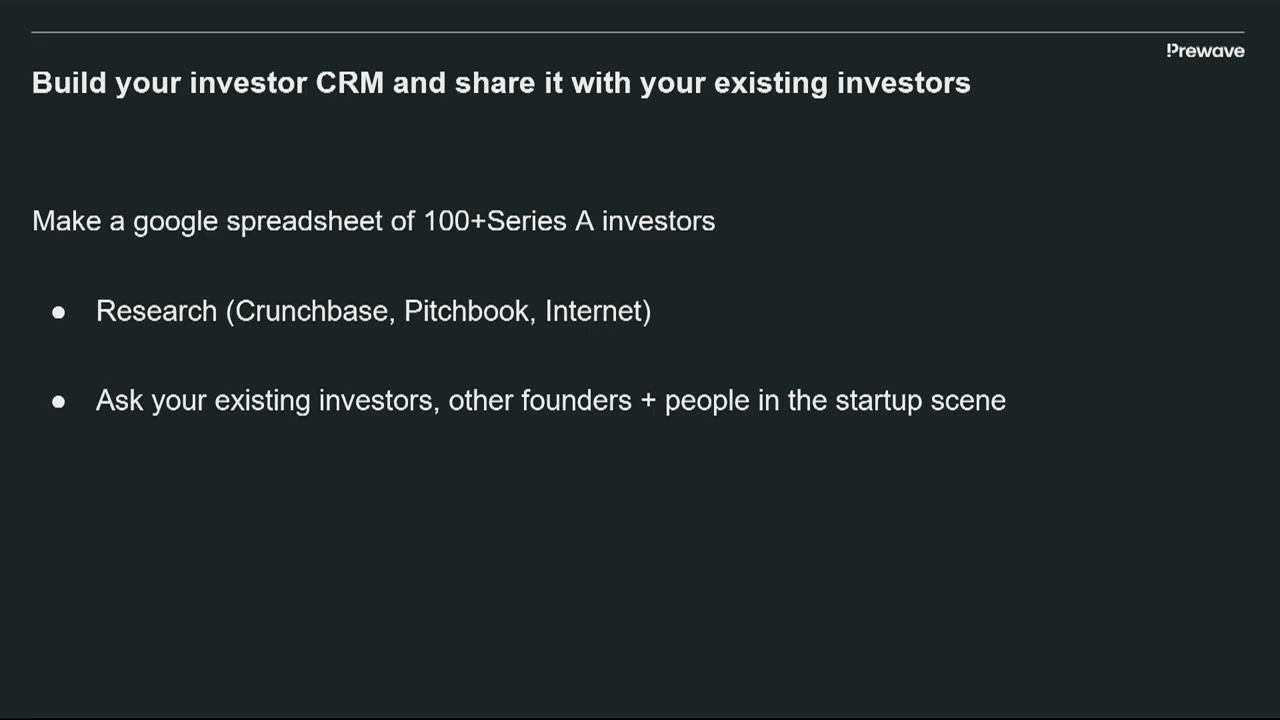 Prewave
Build your investor CRM and share it with your existing investors
Make a google spreadsheet of 100+Series A investors
● Research (Crunchbase, Pitchbook, Internet)
● Ask your existing investors, other founders + people in the startup scene